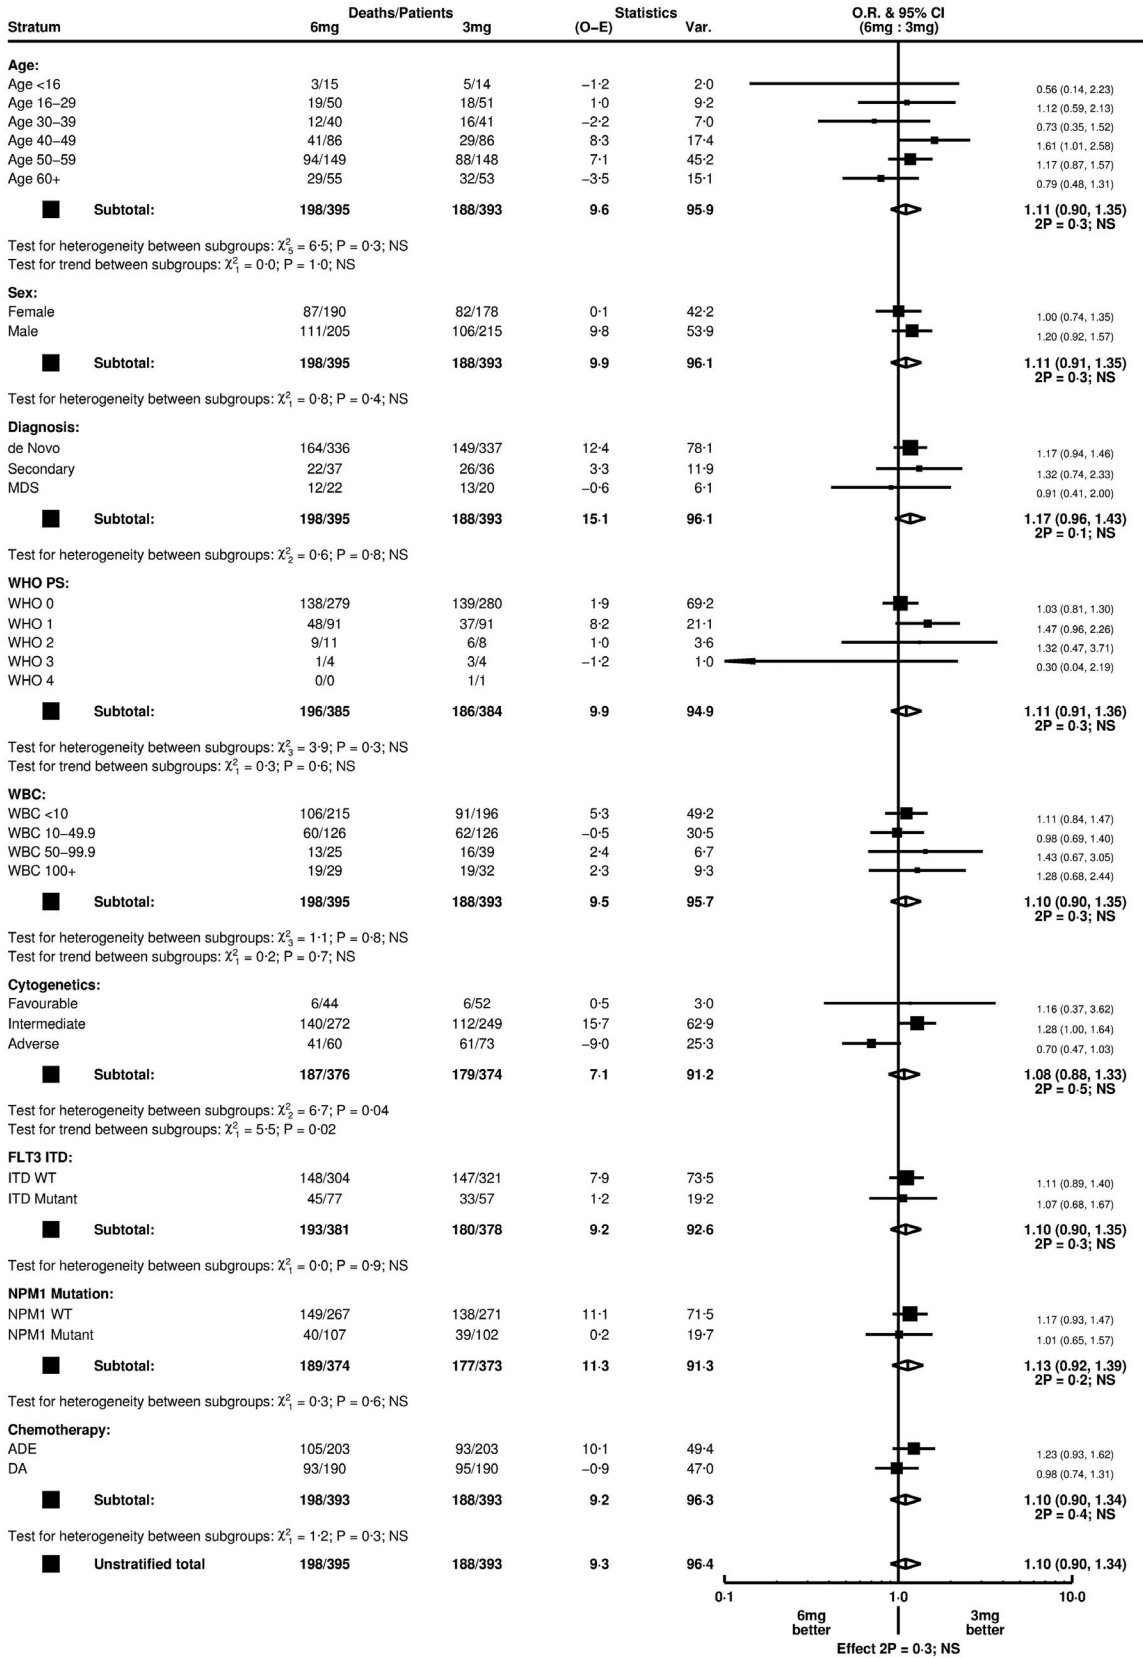 Deaths/Patients Statistics O.R. & 95% CI
Stratum 6mg 3mg (O−E) Var. (6mg : 3mg)
Age:
Age <16 3/15 5/14 −1·2 2·0 0.56 (0.14, 2.23)
Age 16−29 19/50 18/51 1·0 9·2 1.12 (0.59, 2.13)
Age 30−39 12/40 16/41 −2·2 7·0 0.73 (0.35, 1.52)
Age 40−49 41/86 29/86 8·3 17·4 1.61 (1.01, 2.58)
Age 50−59 94/149 88/148 7·1 45·2 1.17 (0.87, 1.57)
Age 60+ 29/55 32/53 −3·5 15·1 0.79 (0.48, 1.31)
Subtotal: 198/395 188/393 9·6 95·9 1.11 (0.90, 1.35)
2P = 0·3; NS
Test for heterogeneity between subgroups: χ²₅ = 6·5; P = 0·3; NS
Test for trend between subgroups: χ²₁ = 0·0; P = 1·0; NS
Sex:
Female 87/190 82/178 0·1 42·2 1.00 (0.74, 1.35)
Male 111/205 106/215 9·8 53·9 1.20 (0.92, 1.57)
Subtotal: 198/395 188/393 9·9 96·1 1.11 (0.91, 1.35)
2P = 0·3; NS
Test for heterogeneity between subgroups: χ²₁ = 0·8; P = 0·4; NS
Diagnosis:
de Novo 164/336 149/337 12·4 78·1 1.17 (0.94, 1.46)
Secondary 22/37 26/36 3·3 11·9 1.32 (0.74, 2.33)
MDS 12/22 13/20 −0·6 6·1 0.91 (0.41, 2.00)
Subtotal: 198/395 188/393 15·1 96·1 1.17 (0.96, 1.43)
2P = 0·1; NS
Test for heterogeneity between subgroups: χ²₂ = 0·6; P = 0·8; NS
WHO PS:
WHO 0 138/279 139/280 1·9 69·2 1.03 (0.81, 1.30)
WHO 1 48/91 37/91 8·2 21·1 1.47 (0.96, 2.26)
WHO 2 9/11 6/8 1·0 3·6 1.32 (0.47, 3.71)
WHO 3 1/4 3/4 −1·2 1·0 0.30 (0.04, 2.19)
WHO 4 0/0 1/1
Subtotal: 196/385 186/384 9·9 94·9 1.11 (0.91, 1.36)
2P = 0·3; NS
Test for heterogeneity between subgroups: χ²₃ = 3·9; P = 0·3; NS
Test for trend between subgroups: χ²₁ = 0·3; P = 0·6; NS
WBC:
WBC <10 106/215 91/196 5·3 49·2 1.11 (0.84, 1.47)
WBC 10−49.9 60/126 62/126 −0·5 30·5 0.98 (0.69, 1.40)
WBC 50−99.9 13/25 16/39 2·4 6·7 1.43 (0.67, 3.05)
WBC 100+ 19/29 19/32 2·3 9·3 1.28 (0.68, 2.44)
Subtotal: 198/395 188/393 9·5 95·7 1.10 (0.90, 1.35)
2P = 0·3; NS
Test for heterogeneity between subgroups: χ²₃ = 1·1; P = 0·8; NS
Test for trend between subgroups: χ²₁ = 0·2; P = 0·7; NS
Cytogenetics:
Favourable 6/44 6/52 0·5 3·0 1.16 (0.37, 3.62)
Intermediate 140/272 112/249 15·7 62·9 1.28 (1.00, 1.64)
Adverse 41/60 61/73 −9·0 25·3 0.70 (0.47, 1.03)
Subtotal: 187/376 179/374 7·1 91·2 1.08 (0.88, 1.33)
2P = 0·5; NS
Test for heterogeneity between subgroups: χ²₂ = 6·7; P = 0·04
Test for trend between subgroups: χ²₁ = 5·5; P = 0·02
FLT3 ITD:
ITD WT 148/304 147/321 7·9 73·5 1.11 (0.89, 1.40)
ITD Mutant 45/77 33/57 1·2 19·2 1.07 (0.68, 1.67)
Subtotal: 193/381 180/378 9·2 92·6 1.10 (0.90, 1.35)
2P = 0·3; NS
Test for heterogeneity between subgroups: χ²₁ = 0·0; P = 0·9; NS
NPM1 Mutation:
NPM1 WT 149/267 138/271 11·1 71·5 1.17 (0.93, 1.47)
NPM1 Mutant 40/107 39/102 0·2 19·7 1.01 (0.65, 1.57)
Subtotal: 189/374 177/373 11·3 91·3 1.13 (0.92, 1.39)
2P = 0·2; NS
Test for heterogeneity between subgroups: χ²₁ = 0·3; P = 0·6; NS
Chemotherapy:
ADE 105/203 93/203 10·1 49·4 1.23 (0.93, 1.62)
DA 93/190 95/190 −0·9 47·0 0.98 (0.74, 1.31)
Subtotal: 198/393 188/393 9·2 96·3 1.10 (0.90, 1.34)
2P = 0·4; NS
Test for heterogeneity between subgroups: χ²₁ = 1·2; P = 0·3; NS
Unstratified total 198/395 188/393 9·3 96·4 1.10 (0.90, 1.34)
0·1 1·0 10·0
6mg 3mg
better better
Effect 2P = 0·3; NS